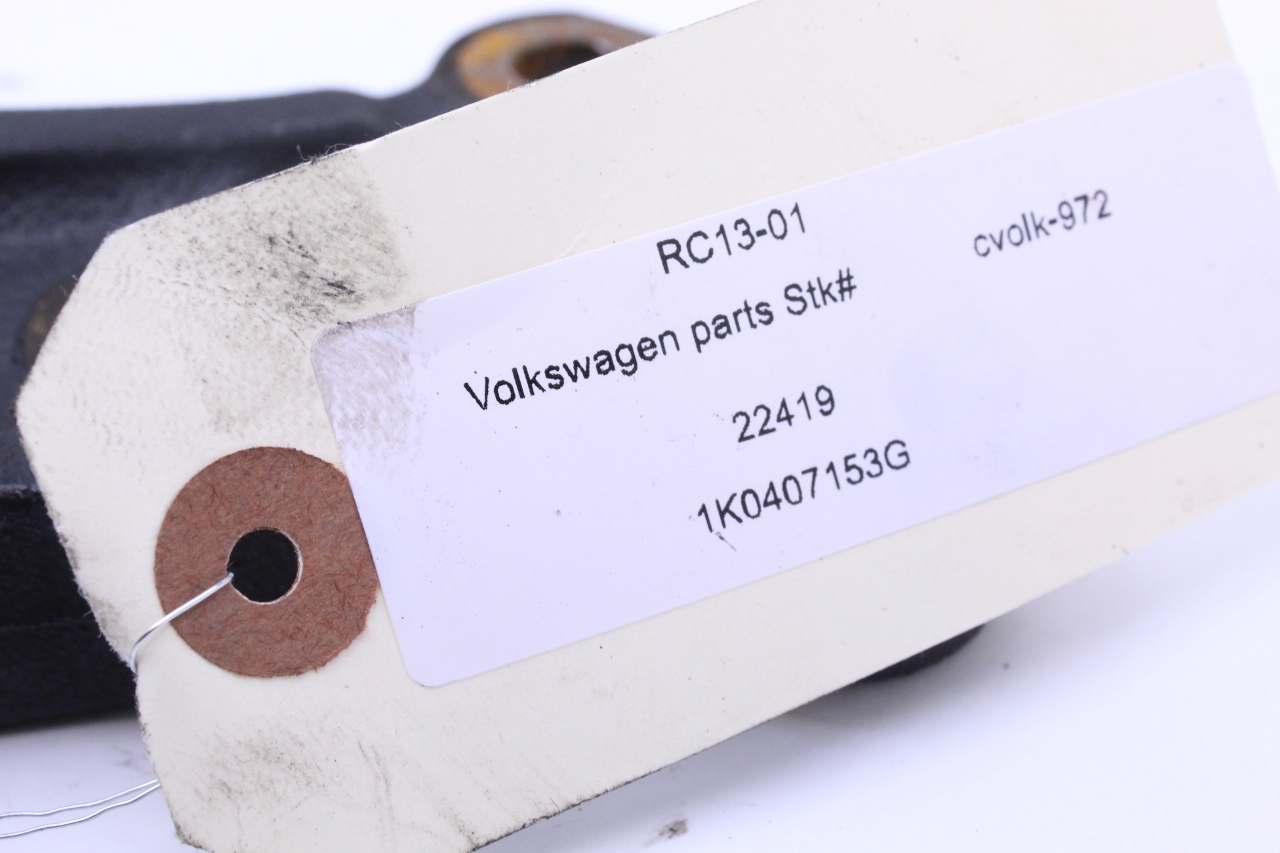 RC13-01 cvolk-972
Volkswagen parts Stk#
22419
1K0407153G